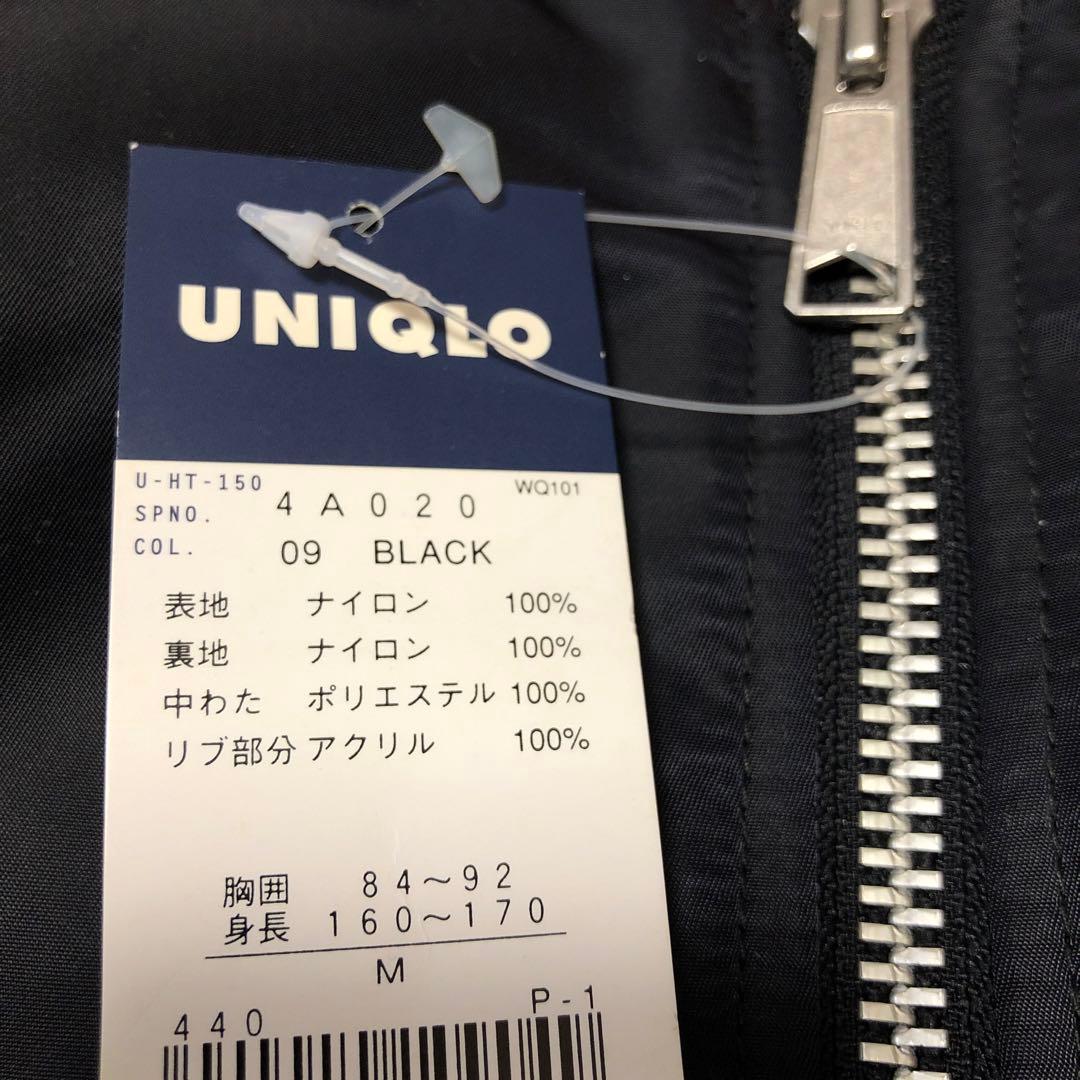 UNIQLO
U-HT-150
WQ101
SPNO. 4A020
COL. 09 BLACK
表地 ナイロン 100%
裏地 ナイロン 100%
中わた ポリエステル 100%
リブ部分 アクリル 100%
胸囲 84~92
身長 160~170
M
P-1
440